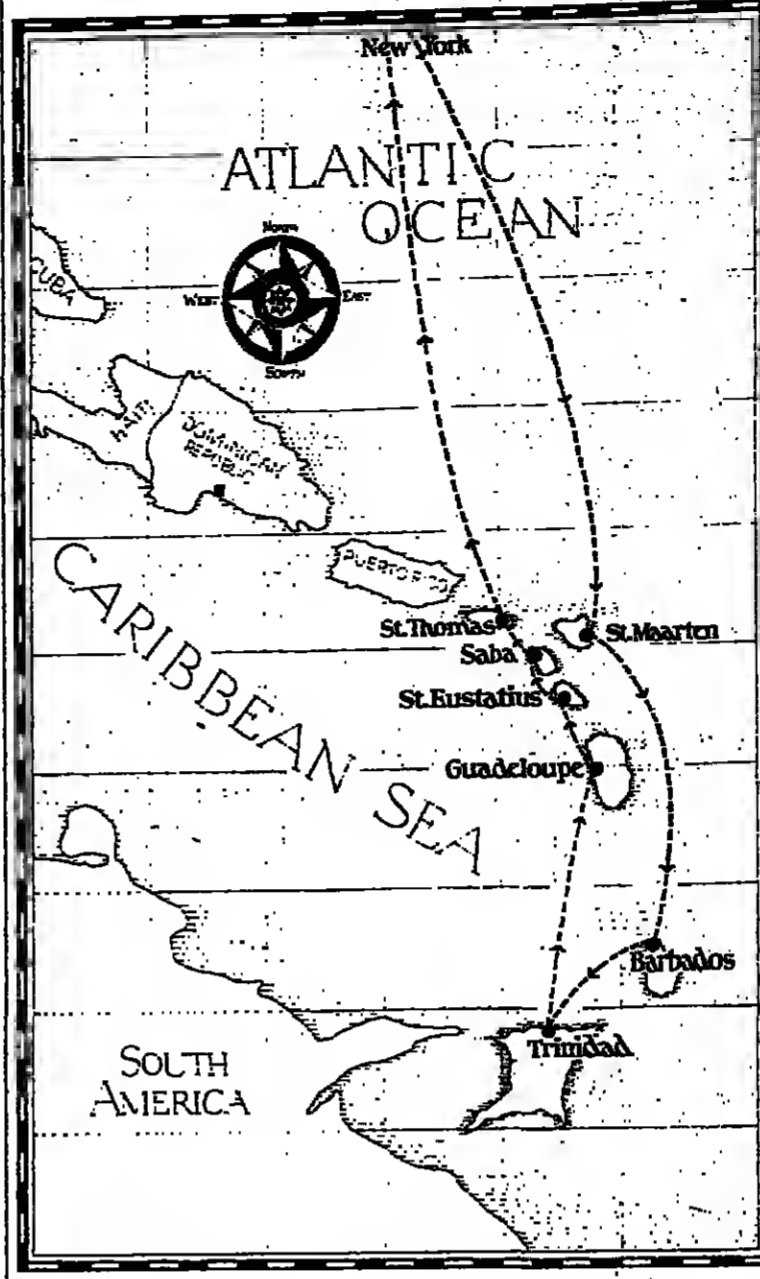 New York
ATLANTIC
OCEAN
NORTH
WEST
EAST
SOUTH
CUBA
HAITI
DOMINICAN
REPUBLIC
PUERTO RICO
CARIBBEAN SEA
St. Thomas
St. Maarten
Saba
St. Eustatius
Guadeloupe
Barbados
Trinidad
SOUTH
AMERICA